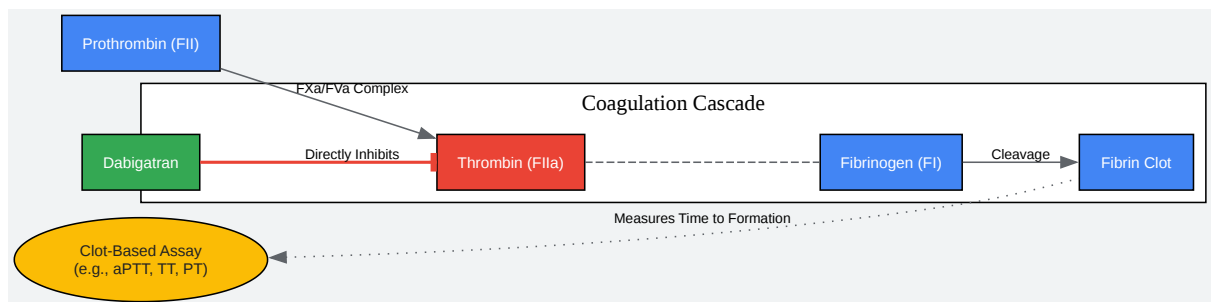 Prothrombin (FII)
FXa/FVa Complex
Coagulation Cascade
Dabigatran
Directly Inhibits
Thrombin (FIIa)
Fibrinogen (FI)
Cleavage
Fibrin Clot
Measures Time to Formation
Clot-Based Assay
(e.g., aPTT, TT, PT)